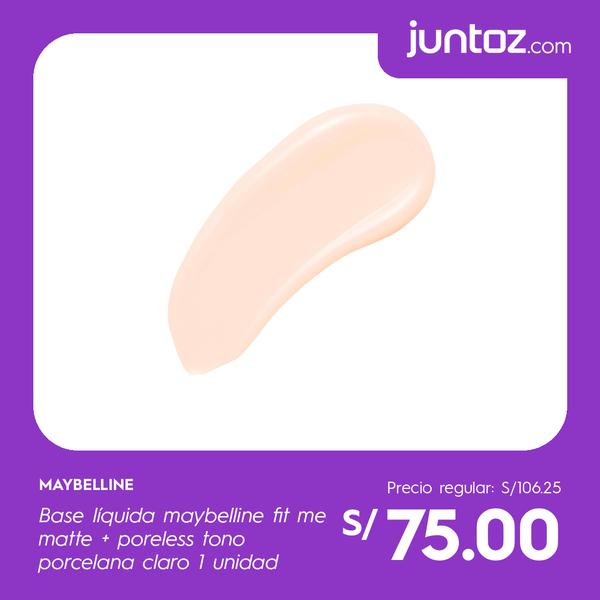 juntoz.com
MAYBELLINE
Base líquida maybelline fit me
matte + poreless tono
porcelana claro 1 unidad
Precio regular: S/106.25
S/75.00